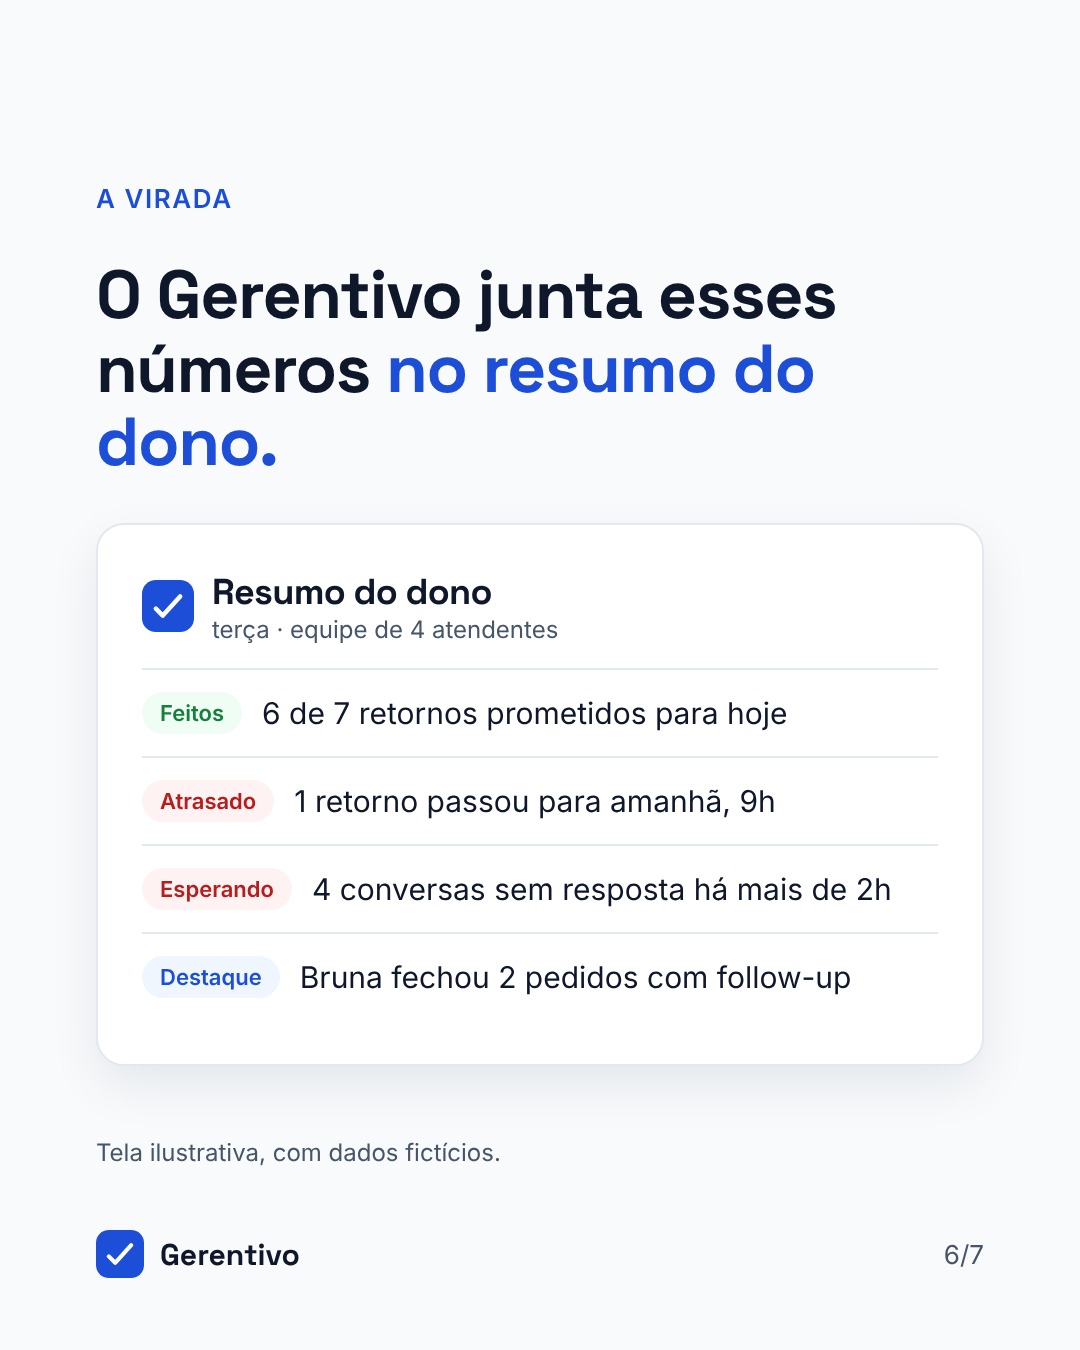 A VIRADA
O Gerentivo junta esses
números no resumo do
dono.
Resumo do dono
terça · equipe de 4 atendentes
Feitos 6 de 7 retornos prometidos para hoje
Atrasado 1 retorno passou para amanhã, 9h
Esperando 4 conversas sem resposta há mais de 2h
Destaque Bruna fechou 2 pedidos com follow-up
Tela ilustrativa, com dados fictícios.
Gerentivo 6/7